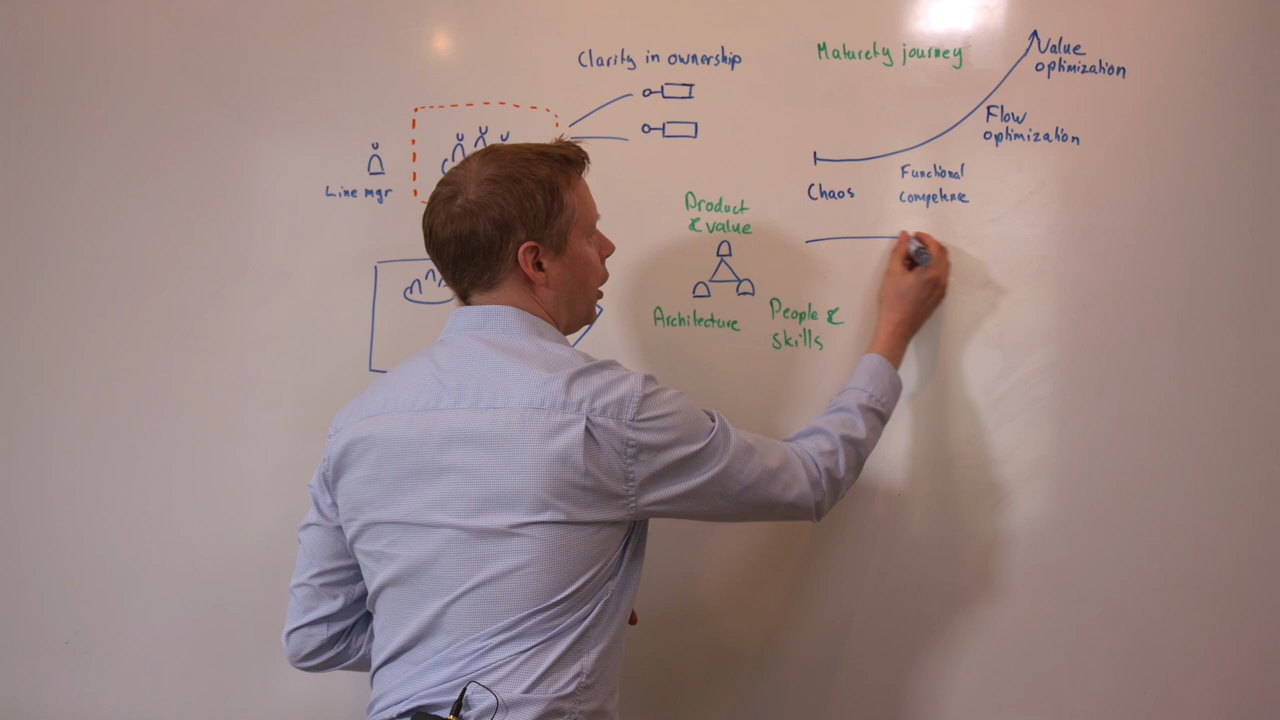 Clarity in ownership
Line mgr
Product
& value
Architecture
People &
skills
Maturety journey
Value
optimization
Flow
optimization
Functional
competence
Chaos